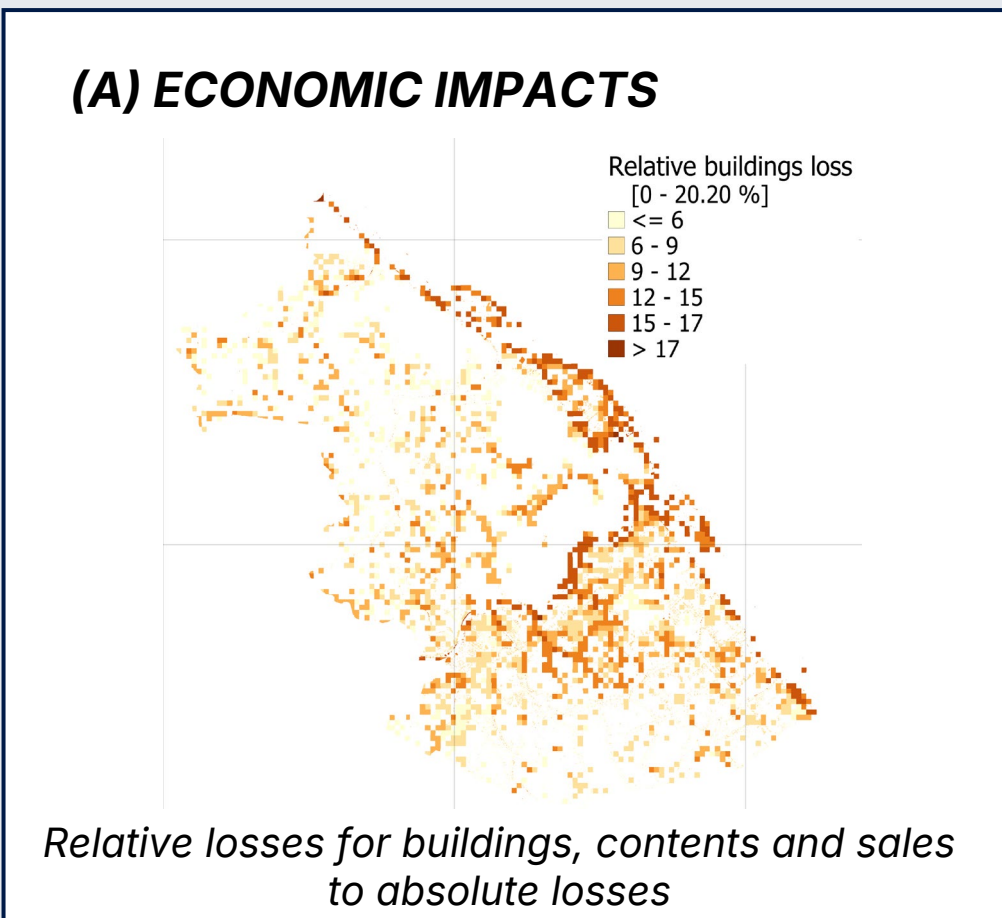 (A) ECONOMIC IMPACTS
Relative buildings loss
[0 - 20.20 %]
<= 6
6 - 9
9 - 12
12 - 15
15 - 17
> 17
Relative losses for buildings, contents and sales
to absolute losses